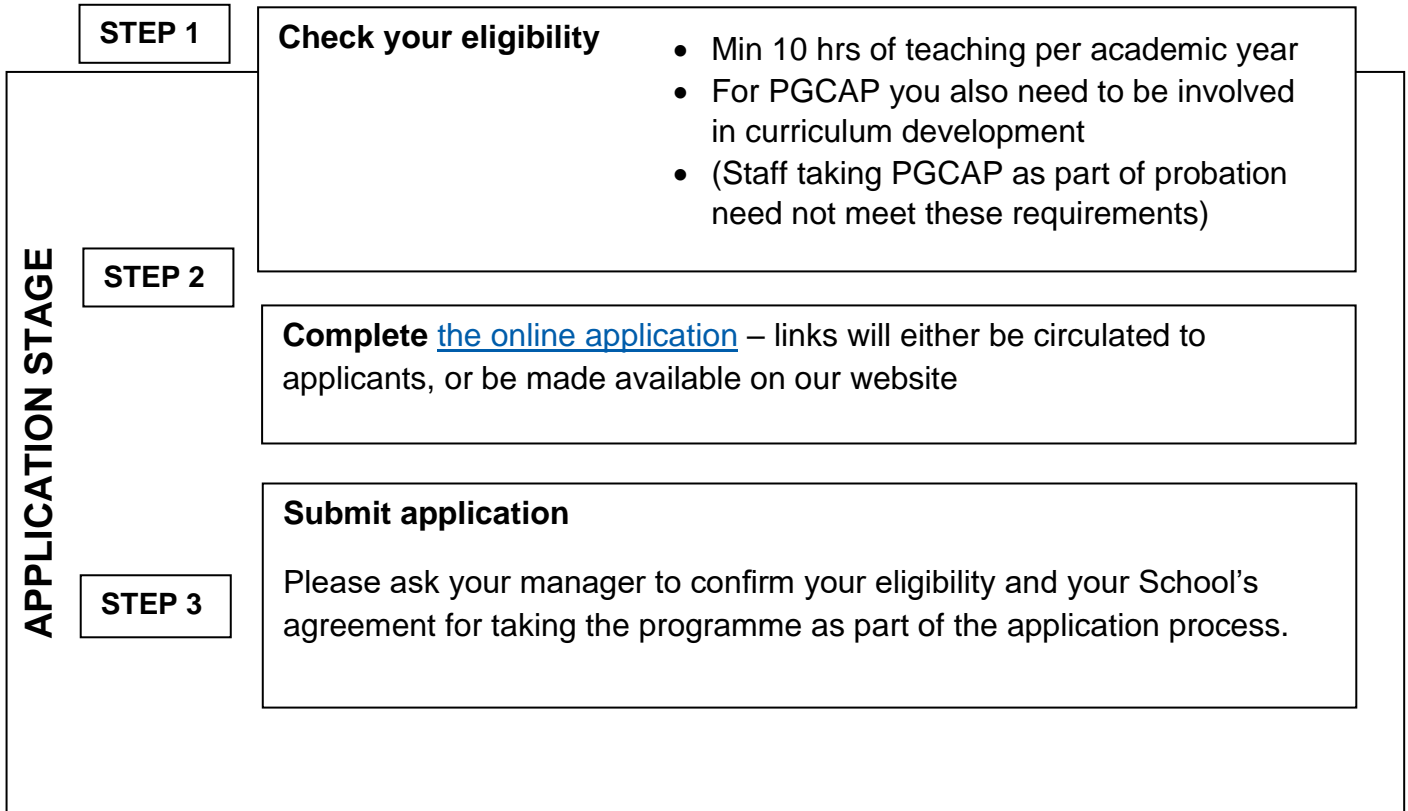 APPLICATION STAGE
STEP 1
Check your eligibility
• Min 10 hrs of teaching per academic year
• For PGCAP you also need to be involved
in curriculum development
• (Staff taking PGCAP as part of probation
need not meet these requirements)
STEP 2
Complete the online application – links will either be circulated to
applicants, or be made available on our website
STEP 3
Submit application
Please ask your manager to confirm your eligibility and your School’s
agreement for taking the programme as part of the application process.